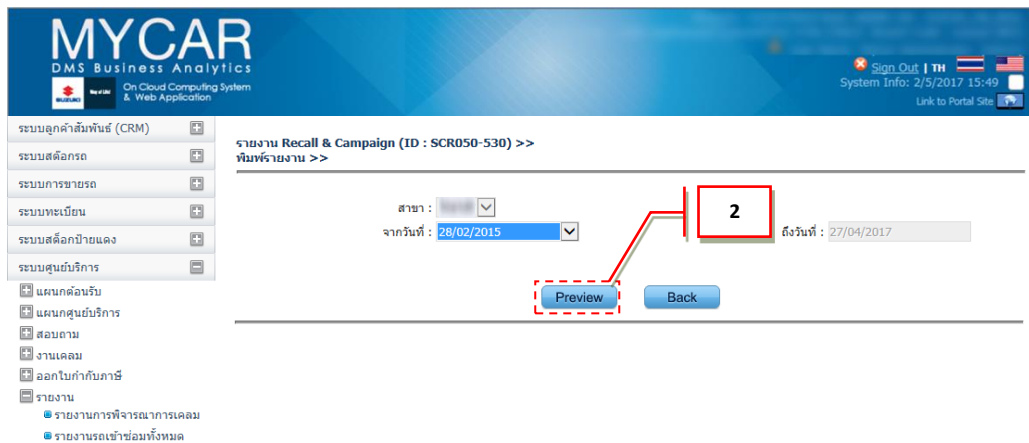 MYCAR
DMS Business Analytics
SUZUKI
Way of Life!
On Cloud Computing System
& Web Application
Sign Out | TH
System Info: 2/5/2017 15:49
Link to Portal Site
ระบบลูกค้าสัมพันธ์ (CRM)
ระบบสต๊อกรถ
ระบบการขายรถ
ระบบทะเบียน
ระบบสต็อกป้ายแดง
ระบบศูนย์บริการ
แผนกต้อนรับ
แผนกศูนย์บริการ
สอบถาม
งานเคลม
ออกใบกำกับภาษี
รายงาน
รายงานการพิจารณาการเคลม
รายงานรถเข้าซ่อมทั้งหมด
รายงาน Recall & Campaign (ID : SCR050-530) >>
พิมพ์รายงาน >>
สาขา :
จากวันที่ : 28/02/2015
ถึงวันที่ : 27/04/2017
2
Preview
Back